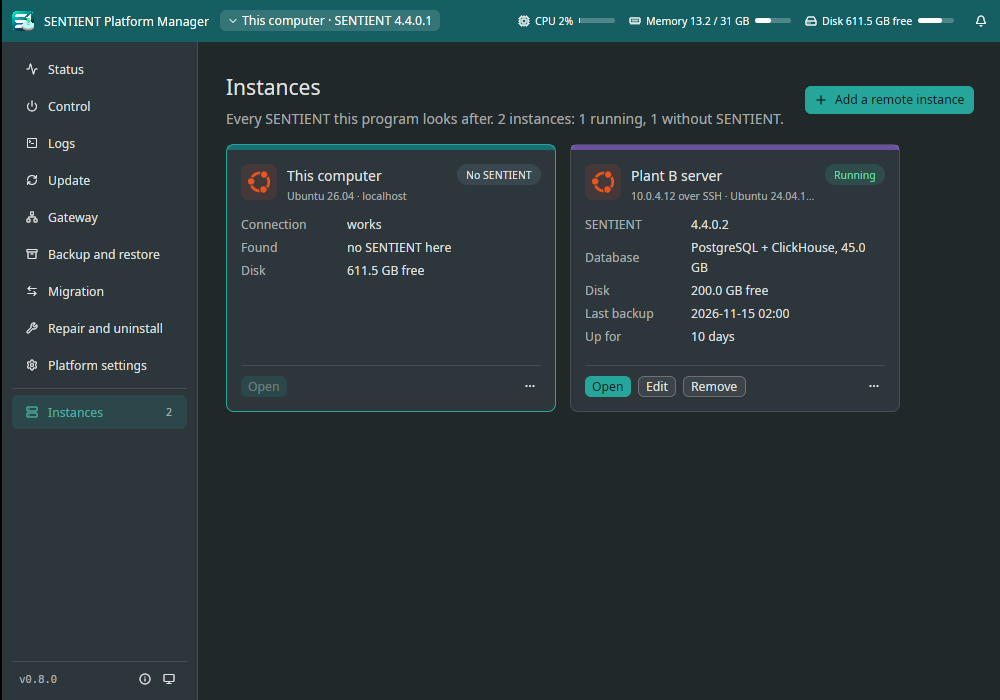 SENTIENT Platform Manager
This computer · SENTIENT 4.4.0.1
CPU 2%
Memory 13.2 / 31 GB
Disk 611.5 GB free
Status
Control
Logs
Update
Gateway
Backup and restore
Migration
Repair and uninstall
Platform settings
Instances 2
v0.8.0
Instances
Every SENTIENT this program looks after. 2 instances: 1 running, 1 without SENTIENT.
+ Add a remote instance
This computer
No SENTIENT
Ubuntu 26.04 · localhost
Connection works
Found no SENTIENT here
Disk 611.5 GB free
Open
...
Plant B server
Running
10.0.4.12 over SSH · Ubuntu 24.04.1...
SENTIENT 4.4.0.2
Database PostgreSQL + ClickHouse, 45.0
GB
Disk 200.0 GB free
Last backup 2026-11-15 02:00
Up for 10 days
Open Edit Remove
...